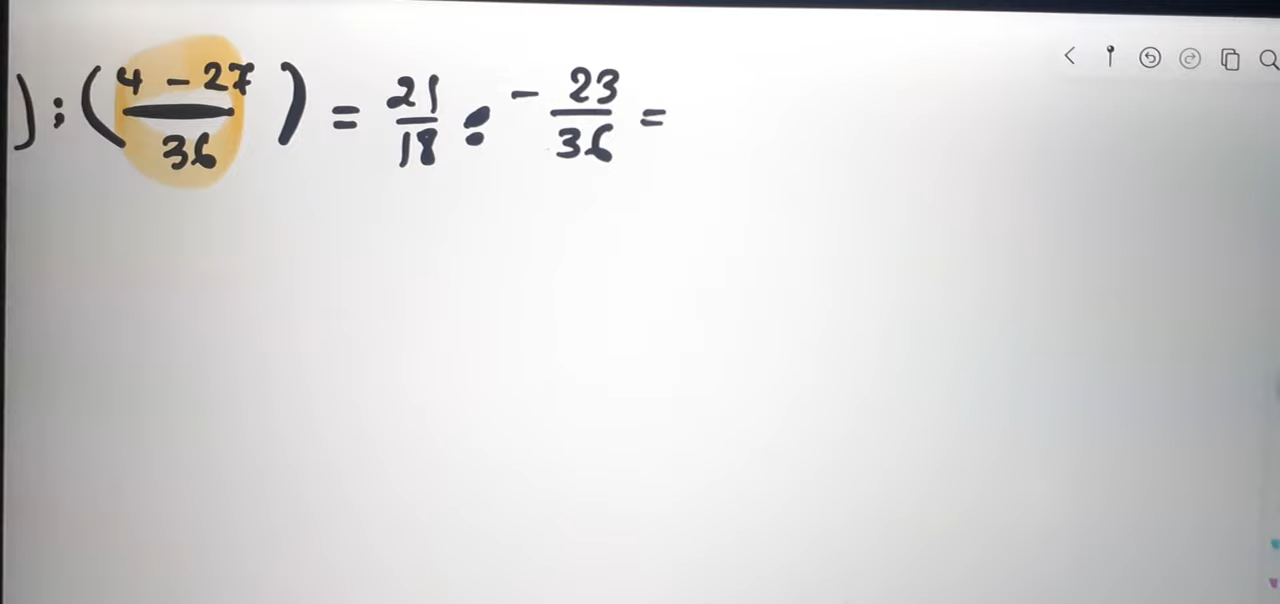 ) : (4 - 27 / 36) = 21/18 : - 23/36 =